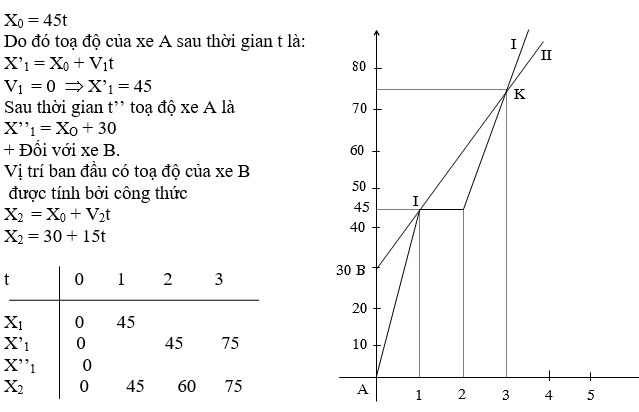 X0 = 45t
Do đó toạ độ của xe A sau thời gian t là:
X’1 = X0 + V1t
V1 = 0 ⇒ X’1 = 45
Sau thời gian t’’ toạ độ xe A là
X’’1 = XO + 30
+ Đối với xe B.
Vị trí ban đầu có toạ độ của xe B
được tính bởi công thức
X2 = X0 + V2t
X2 = 30 + 15t
t 0 1 2 3
X1 0 45
X’1 0 45 75
X’’1 0
X2 0 45 60 75
I
II
80
K
70
60
50
I
45
40
30 B
20
10
A
1 2 3 4 5